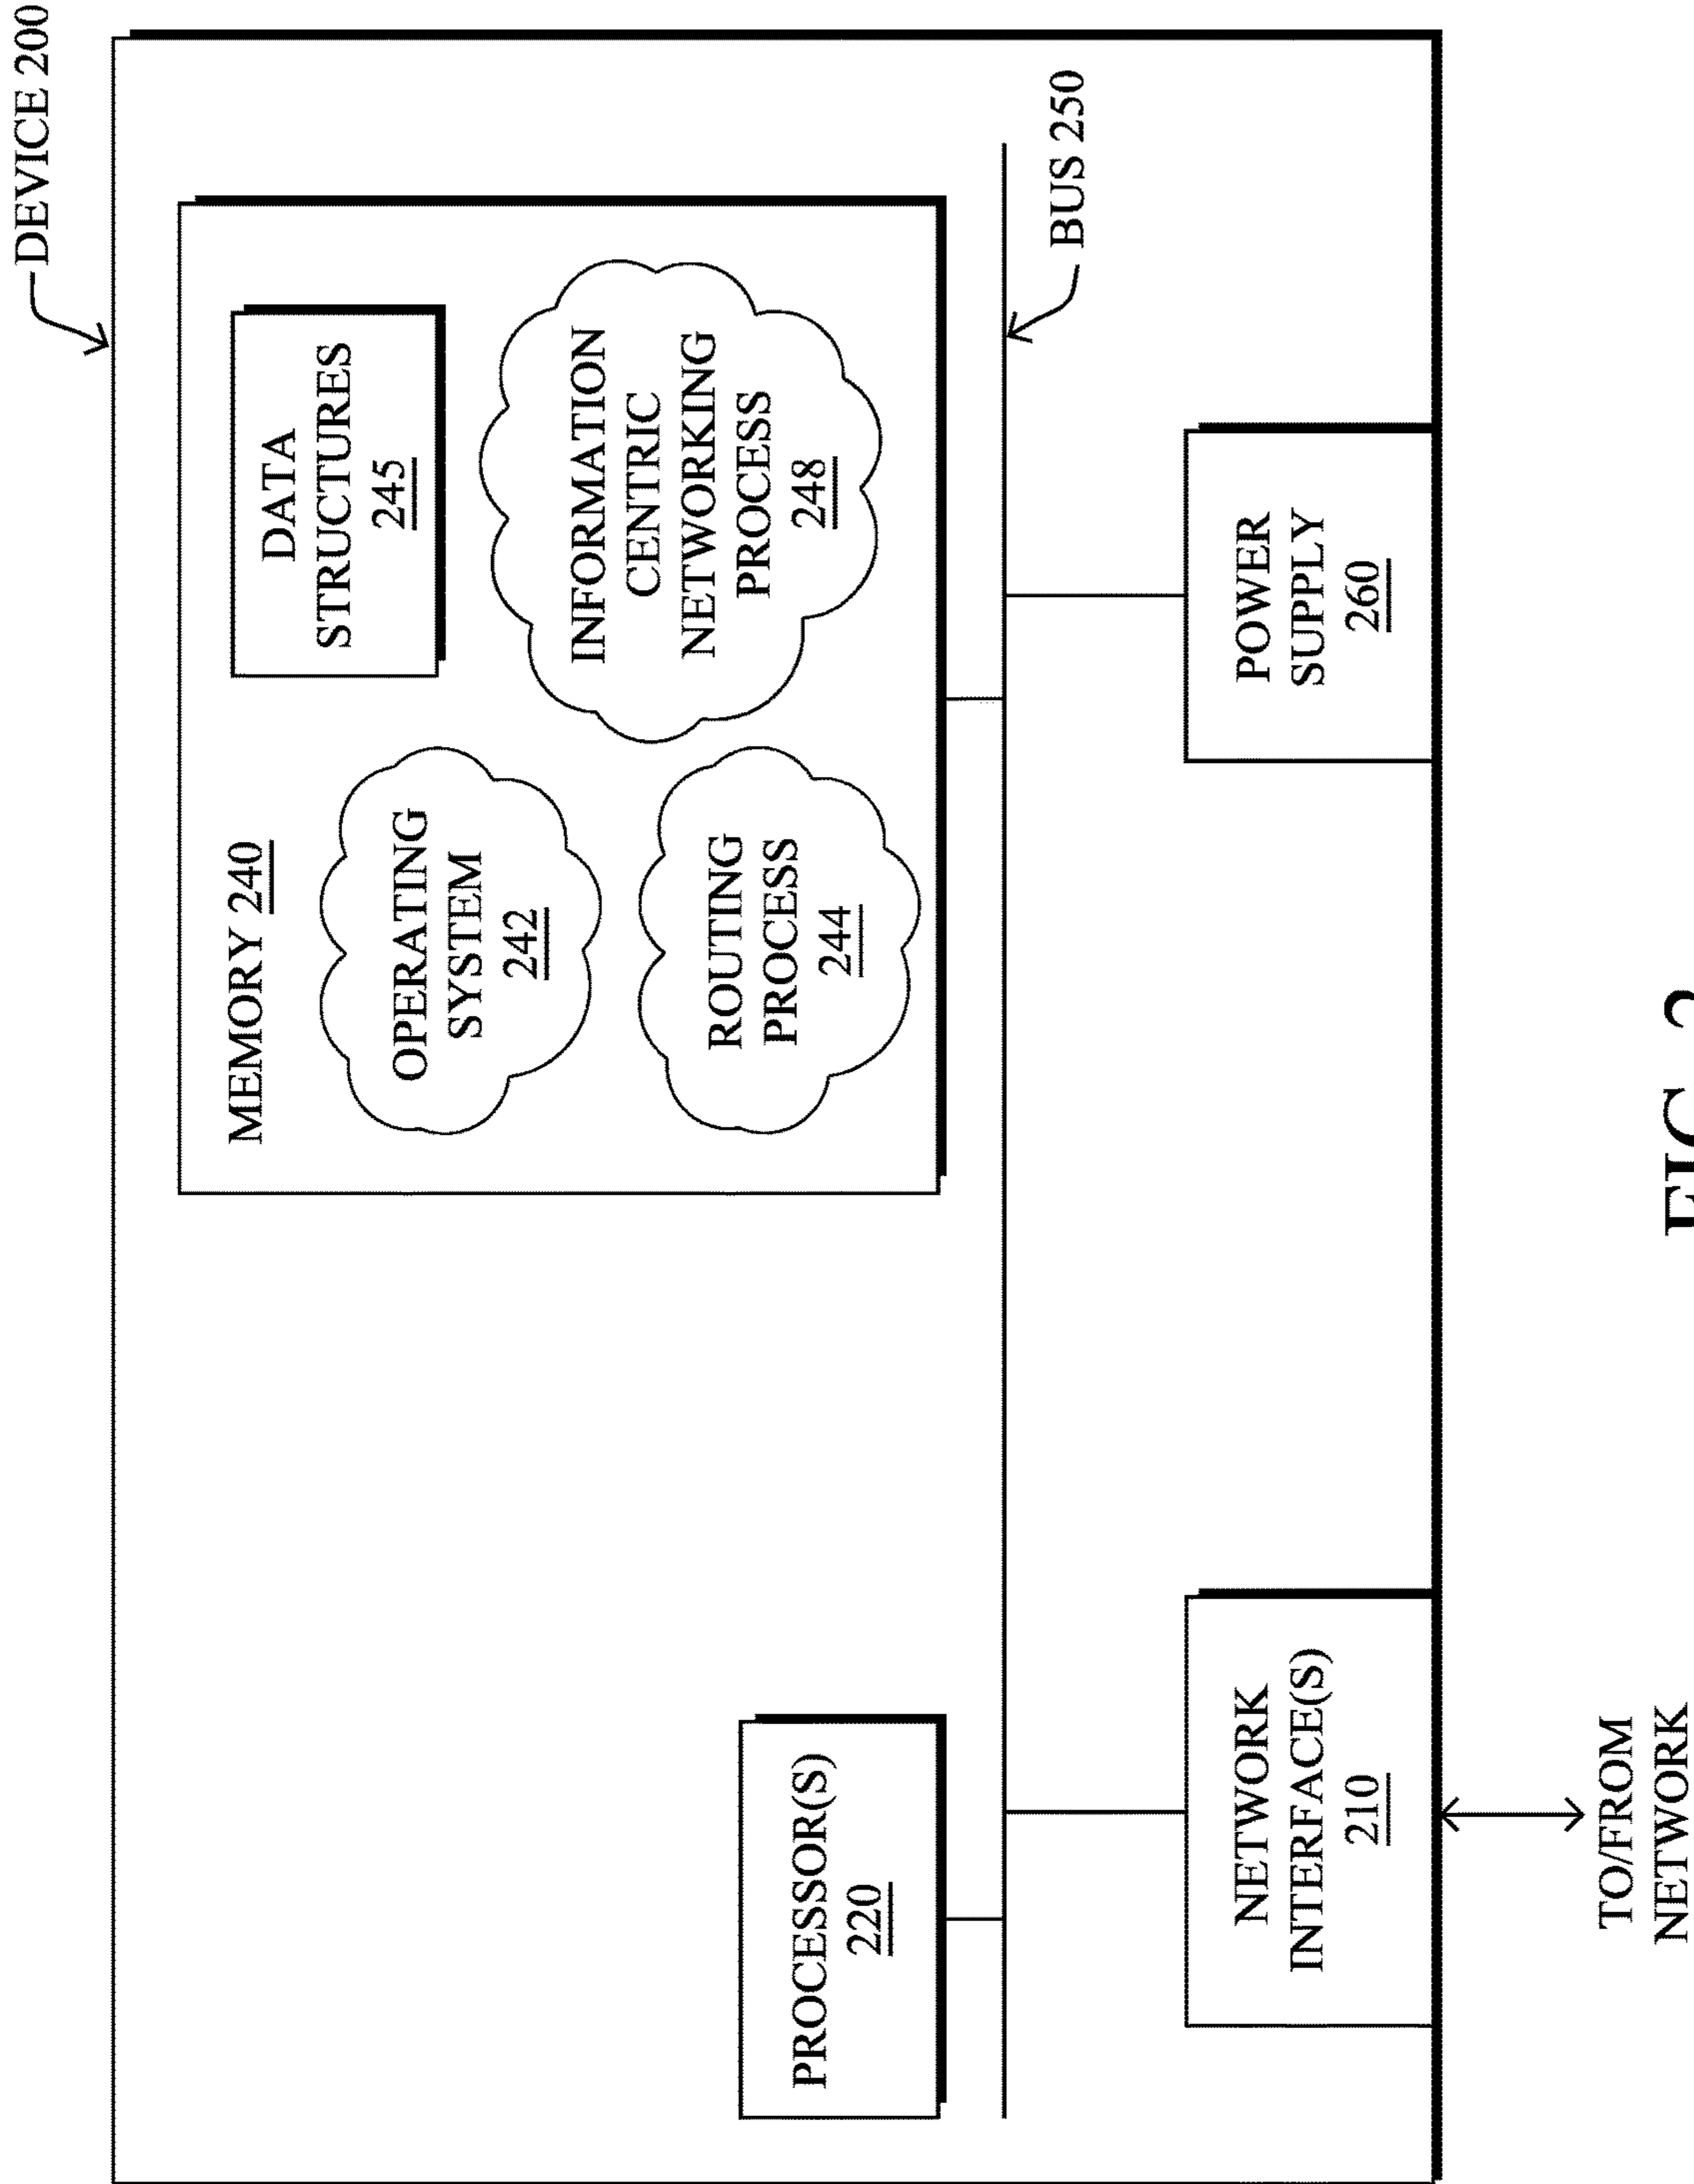 DEVICE 200
MEMORY 240
DATA
STRUCTURES
245
OPERATING
SYSTEM
242
ROUTING
PROCESS
244
INFORMATION
CENTRIC
NETWORKING
PROCESS
248
PROCESSOR(S)
220
BUS 250
NETWORK
INTERFACE(S)
210
POWER
SUPPLY
260
TO/FROM
NETWORK